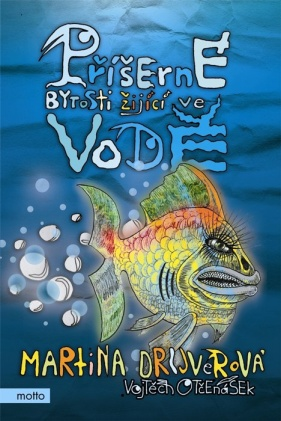 PříšernÉ
BYTOSTi žijící ve
VODĚ
MARTINA DRIJVEROVÁ
VOJTĚCH OTČENÁŠEK
motto